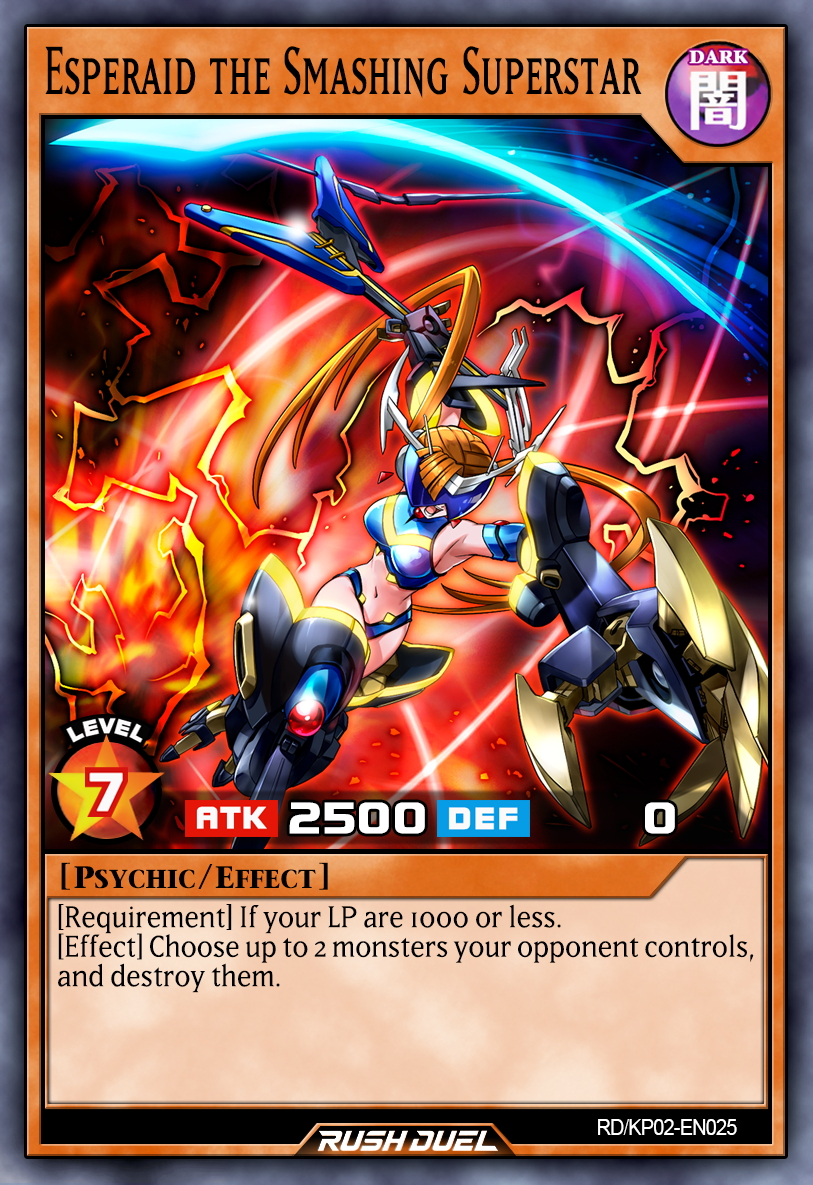 Esperaid the Smashing Superstar
DARK
闇
LEVEL
7
ATK 2500 DEF 0
[Psychic/Effect]
[Requirement] If your LP are 1000 or less.
[Effect] Choose up to 2 monsters your opponent controls,
and destroy them.
RD/KP02-EN025
RUSH DUEL